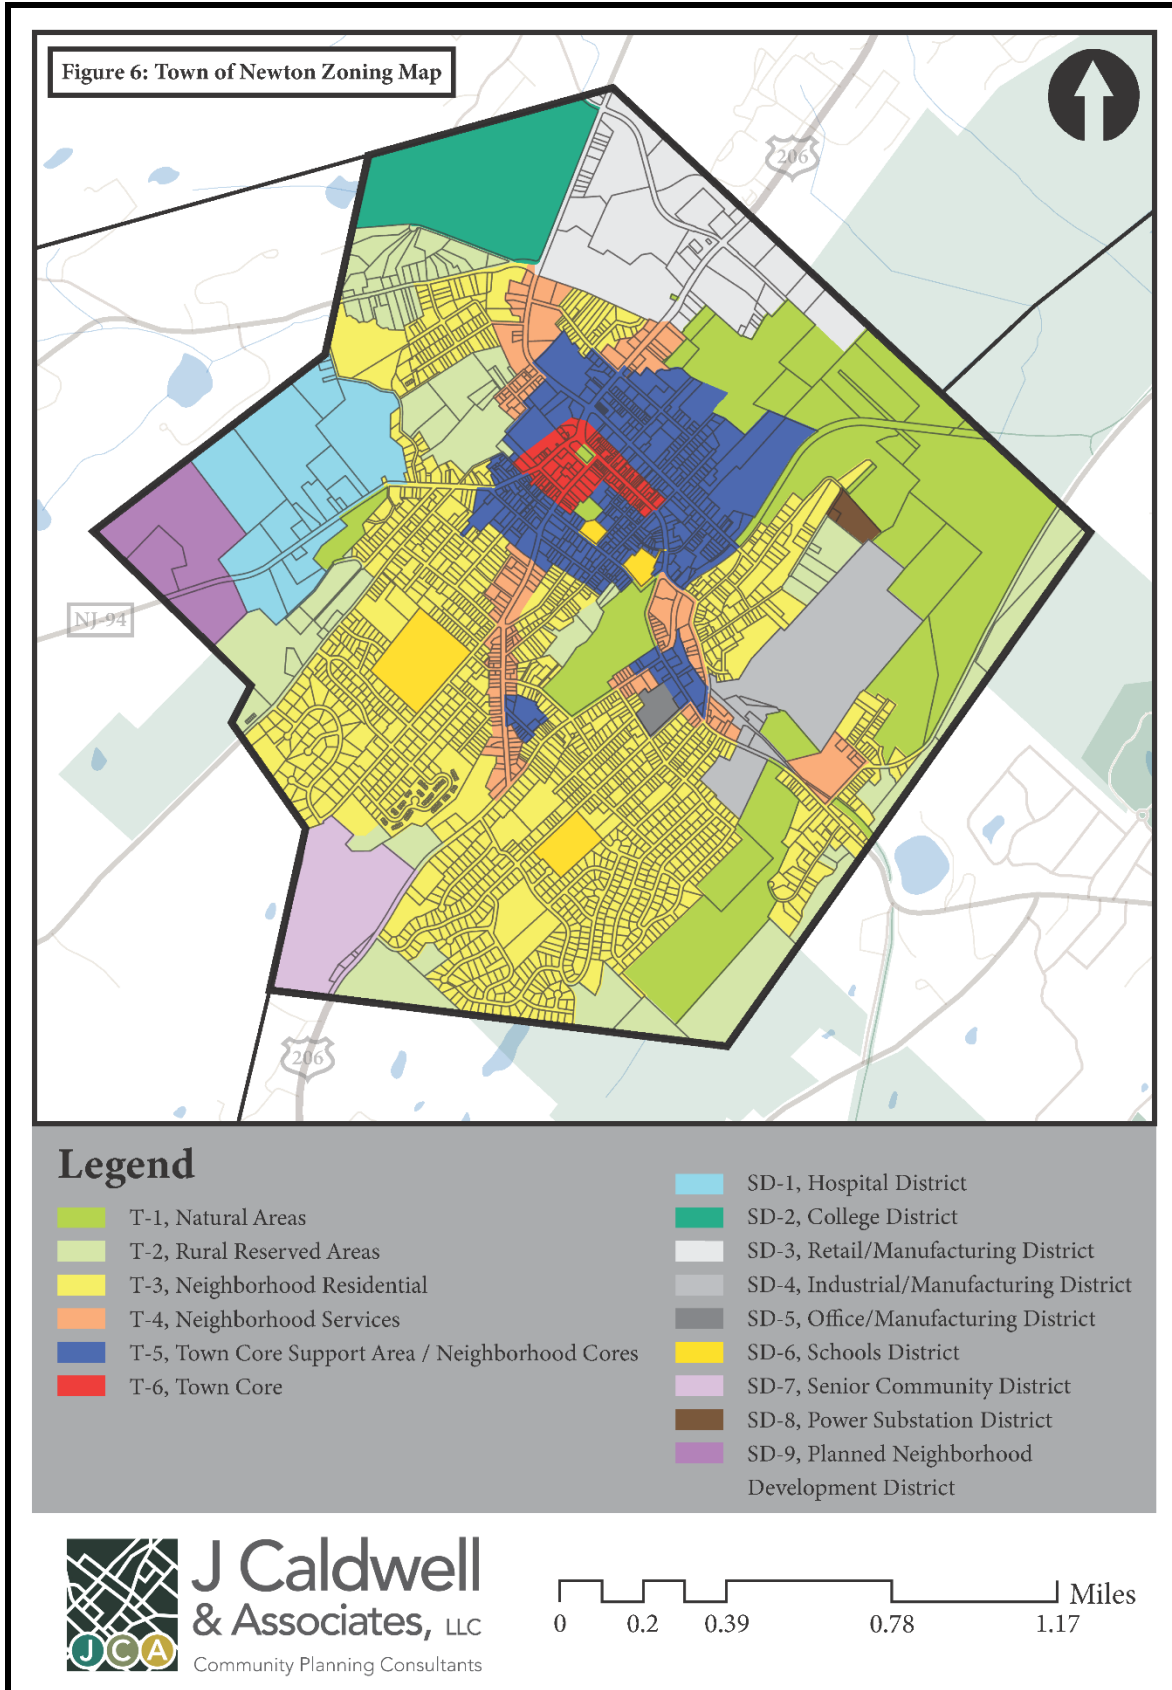 Figure 6: Town of Newton Zoning Map
206
NJ-94
206
Legend
T-1, Natural Areas
T-2, Rural Reserved Areas
T-3, Neighborhood Residential
T-4, Neighborhood Services
T-5, Town Core Support Area / Neighborhood Cores
T-6, Town Core
SD-1, Hospital District
SD-2, College District
SD-3, Retail/Manufacturing District
SD-4, Industrial/Manufacturing District
SD-5, Office/Manufacturing District
SD-6, Schools District
SD-7, Senior Community District
SD-8, Power Substation District
SD-9, Planned Neighborhood
Development District
J Caldwell
& Associates, LLC
JCA
Community Planning Consultants
0 0.2 0.39 0.78 1.17 Miles